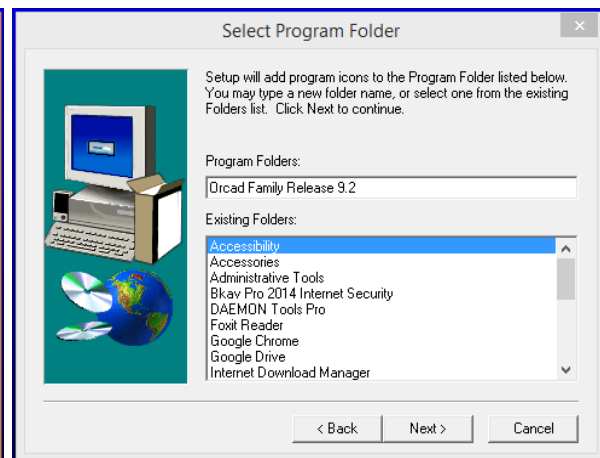 Select Program Folder
Setup will add program icons to the Program Folder listed below.
You may type a new folder name, or select one from the existing
Folders list. Click Next to continue.
Program Folders:
Orcad Family Release 9.2
Existing Folders:
Accessibility
Accessories
Administrative Tools
Bkav Pro 2014 Internet Security
DAEMON Tools Pro
Foxit Reader
Google Chrome
Google Drive
Internet Download Manager
< Back
Next >
Cancel